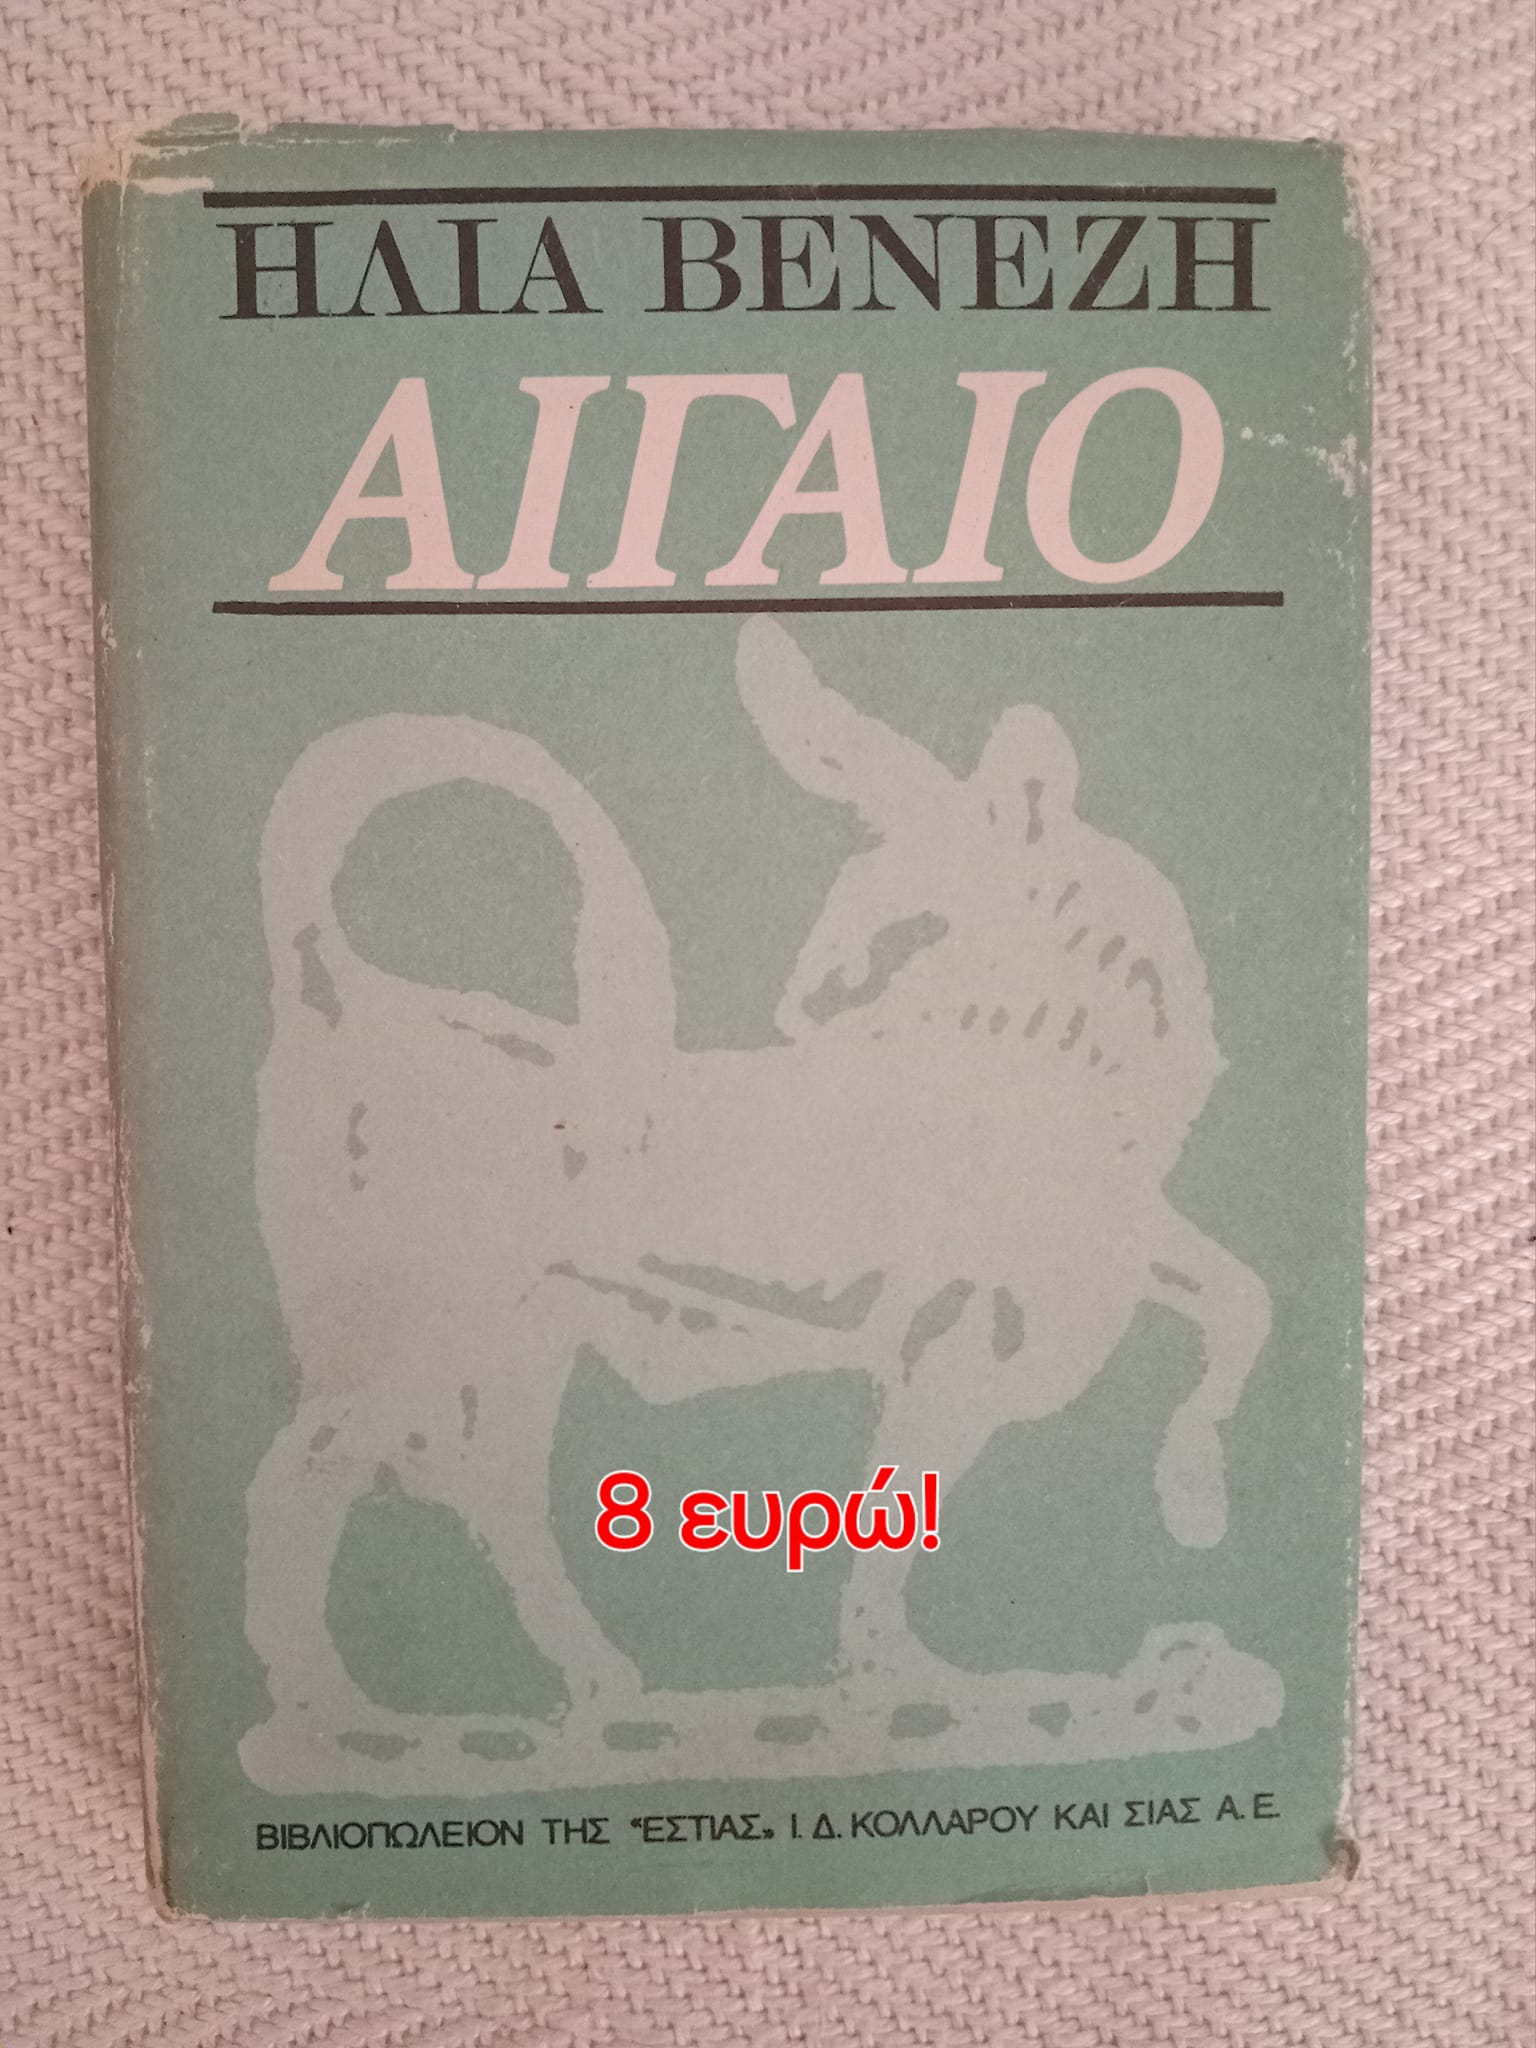 ΗΛΙΑ ΒΕΝΕΖΗ
ΑΙΓΑΙΟ
8 ευρώ!
ΒΙΒΛΙΟΠΩΛΕΙΟΝ ΤΗΣ «ΕΣΤΙΑΣ» Ι. Δ. ΚΟΛΛΑΡΟΥ ΚΑΙ ΣΙΑΣ Α. Ε.